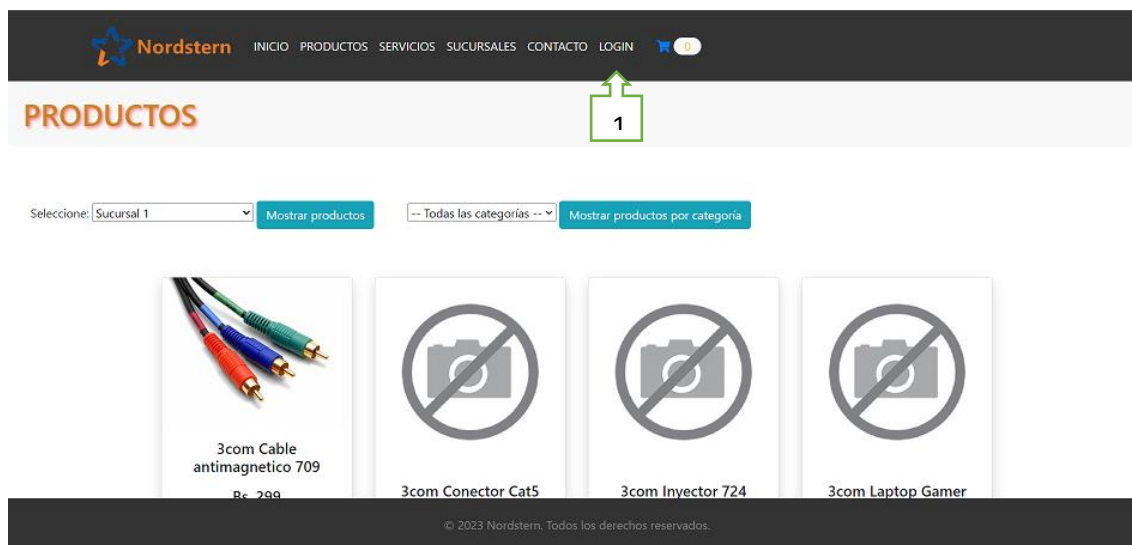 Nordstern INICIO PRODUCTOS SERVICIOS SUCURSALES CONTACTO LOGIN 0
PRODUCTOS
1
Seleccione: Sucursal 1 Mostrar productos -- Todas las categorías -- Mostrar productos por categoría
3com Cable
antimagnetico 709
Bs. 299
3com Conector Cat5
3com Inyector 724
3com Laptop Gamer
© 2023 Nordstern. Todos los derechos reservados.